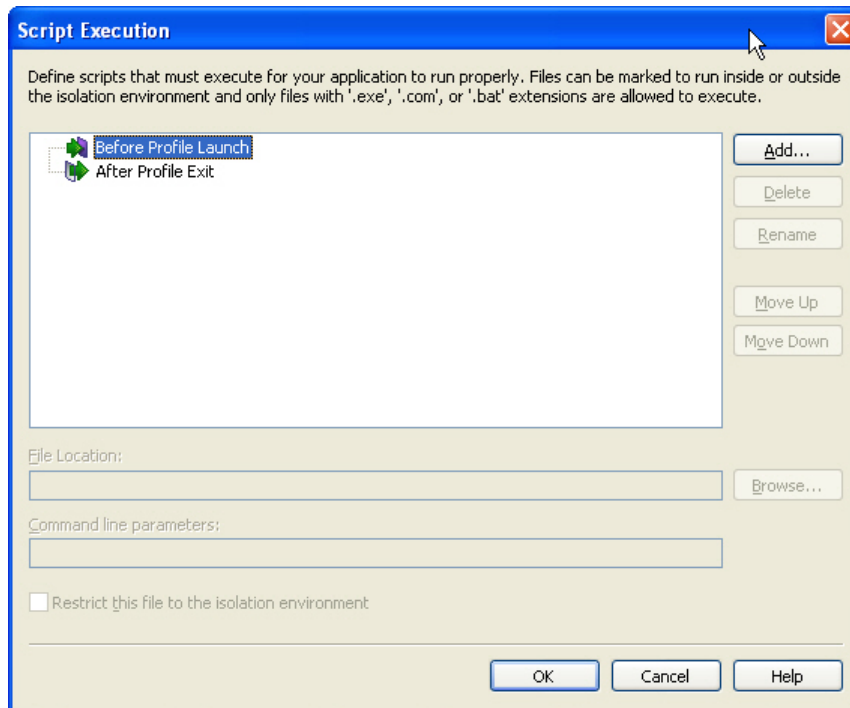 Script Execution
Define scripts that must execute for your application to run properly. Files can be marked to run inside or outside
the isolation environment and only files with '.exe', '.com', or '.bat' extensions are allowed to execute.
Before Profile Launch
After Profile Exit
Add...
Delete
Rename
Move Up
Move Down
File Location:
Browse...
Command line parameters:
Restrict this file to the isolation environment
OK
Cancel
Help